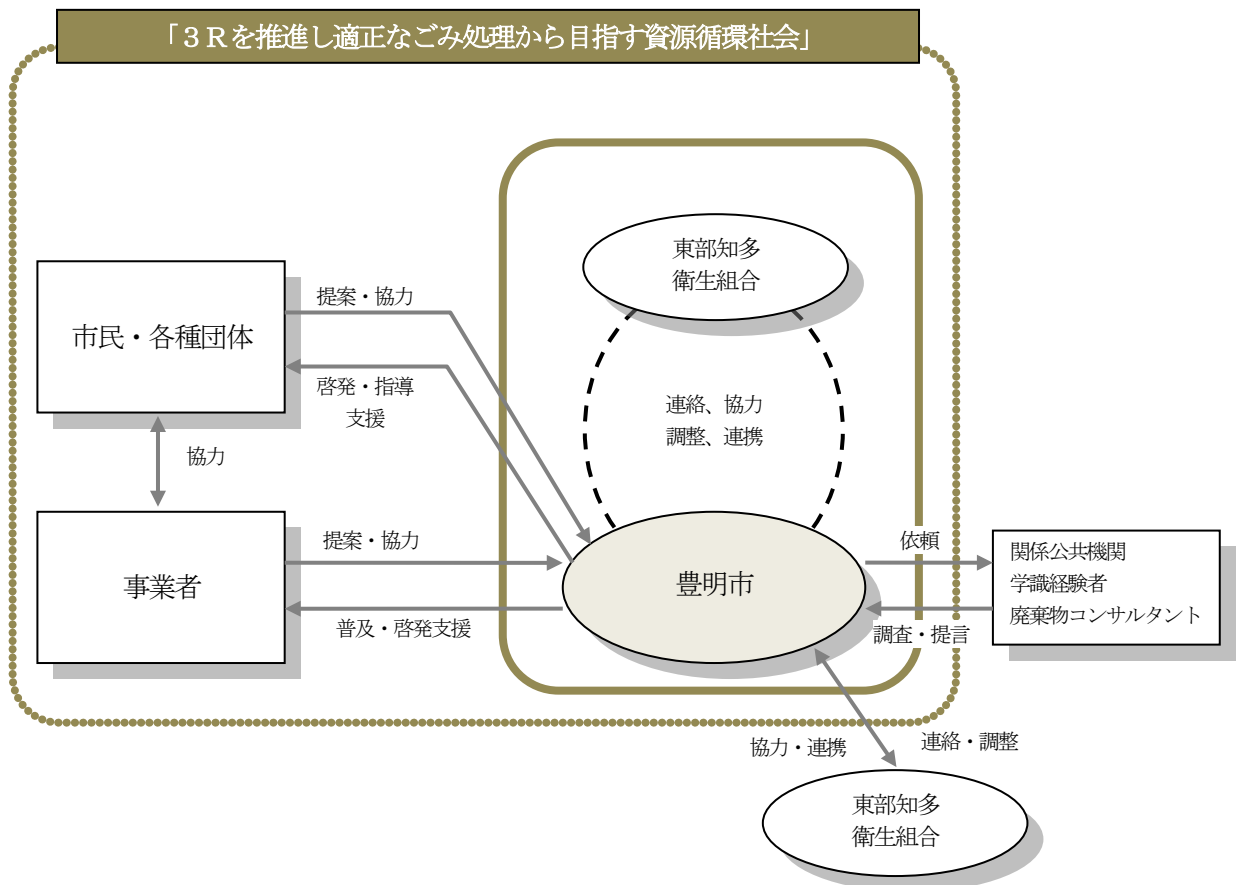 「３Ｒを推進し適正なごみ処理から目指す資源循環社会」
東部知多
衛生組合
提案・協力
市民・各種団体
啓発・指導
支援
連絡、協力
調整、連携
協力
提案・協力
依頼
関係公共機関
学識経験者
廃棄物コンサルタント
事業者
豊明市
普及・啓発支援
調査・提言
協力・連携
連絡・調整
東部知多
衛生組合